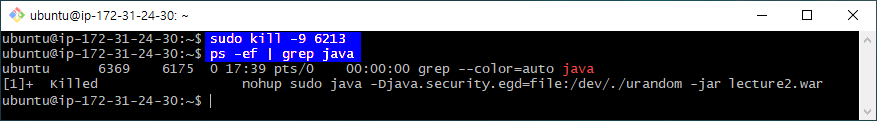 ubuntu@ip-172-31-24-30: ~
ubuntu@ip-172-31-24-30:~$ sudo kill -9 6213
ubuntu@ip-172-31-24-30:~$ ps -ef | grep java
ubuntu     6369    6175  0 17:39 pts/0    00:00:00 grep --color=auto java
[1]+  Killed                 nohup sudo java -Djava.security.egd=file:/dev/./urandom -jar lecture2.war
ubuntu@ip-172-31-24-30:~$